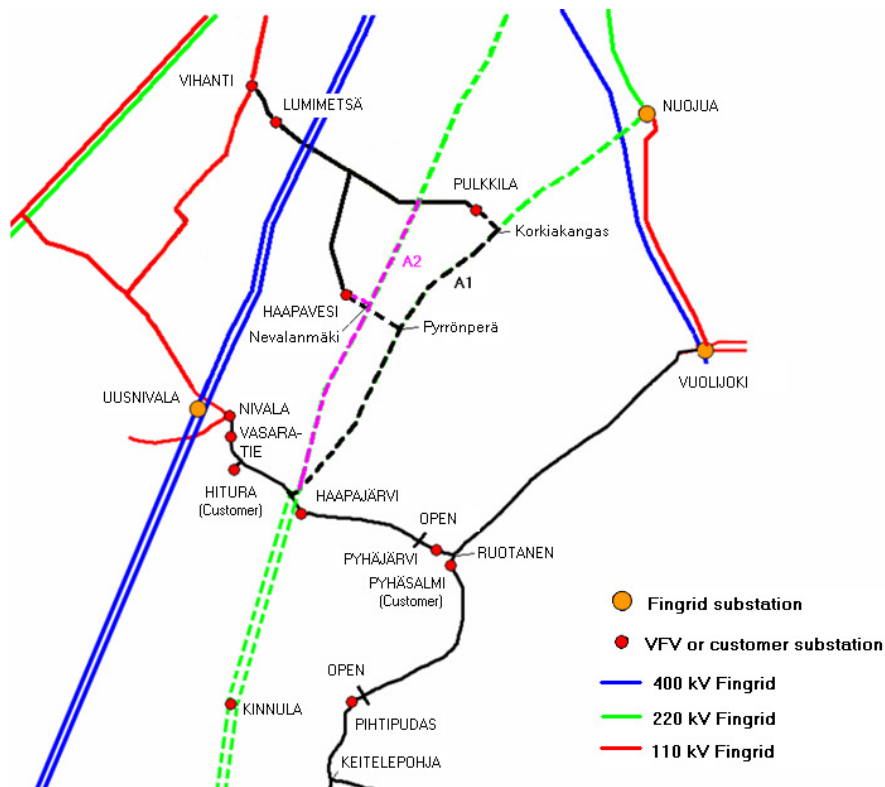 VIHANTI
LUMIMETSÄ
NUOJUA
PULKKILA
Korkiakangas
A2
A1
HAAPAVESI
Nevalanmäki
Pyrrönperä
VUOLIJOKI
UUSNIVALA
NIVALA
VASARA-
TIE
HITURA
(Customer)
HAAPAJÄRVI
OPEN
PYHÄJÄRVI
RUOTANEN
PYHÄSALMI
(Customer)
OPEN
PIHTIPUDAS
KINNULA
KEITELEPOHJA
Fingrid substation
VFV or customer substation
400 kV Fingrid
220 kV Fingrid
110 kV Fingrid